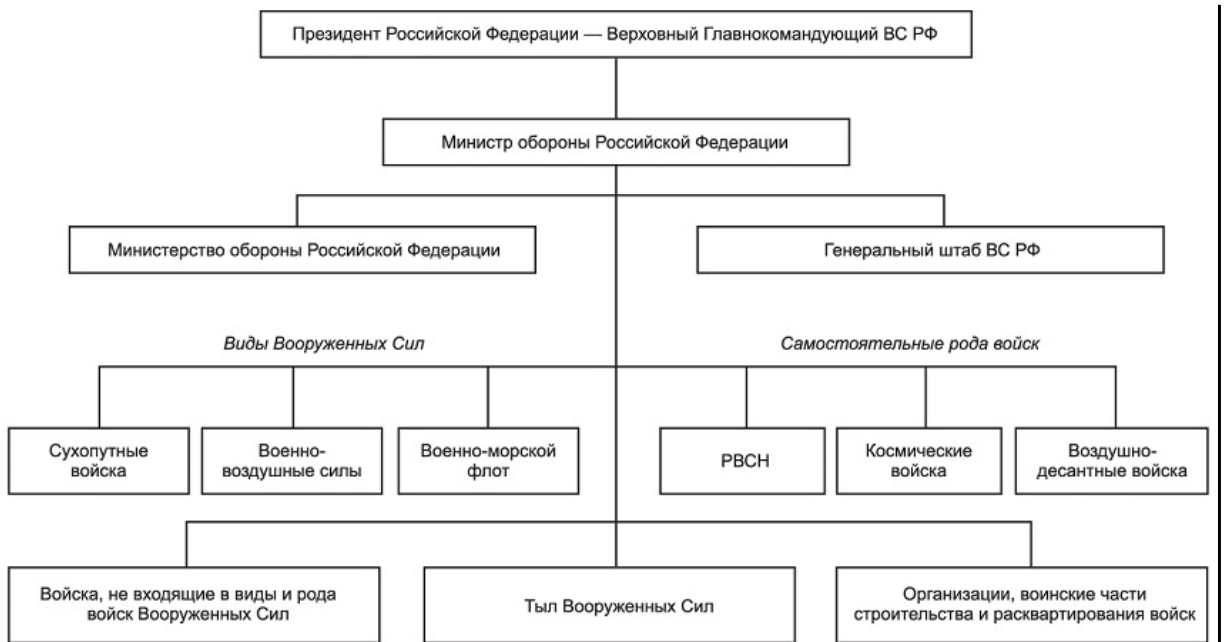 Президент Российской Федерации — Верховный Главнокомандующий ВС РФ
Министр обороны Российской Федерации
Министерство обороны Российской Федерации
Генеральный штаб ВС РФ
Виды Вооруженных Сил
Самостоятельные рода войск
Сухопутные
войска
Военно-
воздушные силы
Военно-морской
флот
РВСН
Космические
войска
Воздушно-
десантные войска
Войска, не входящие в виды и рода
войск Вооруженных Сил
Тыл Вооруженных Сил
Организации, воинские части
строительства и расквартирования войск